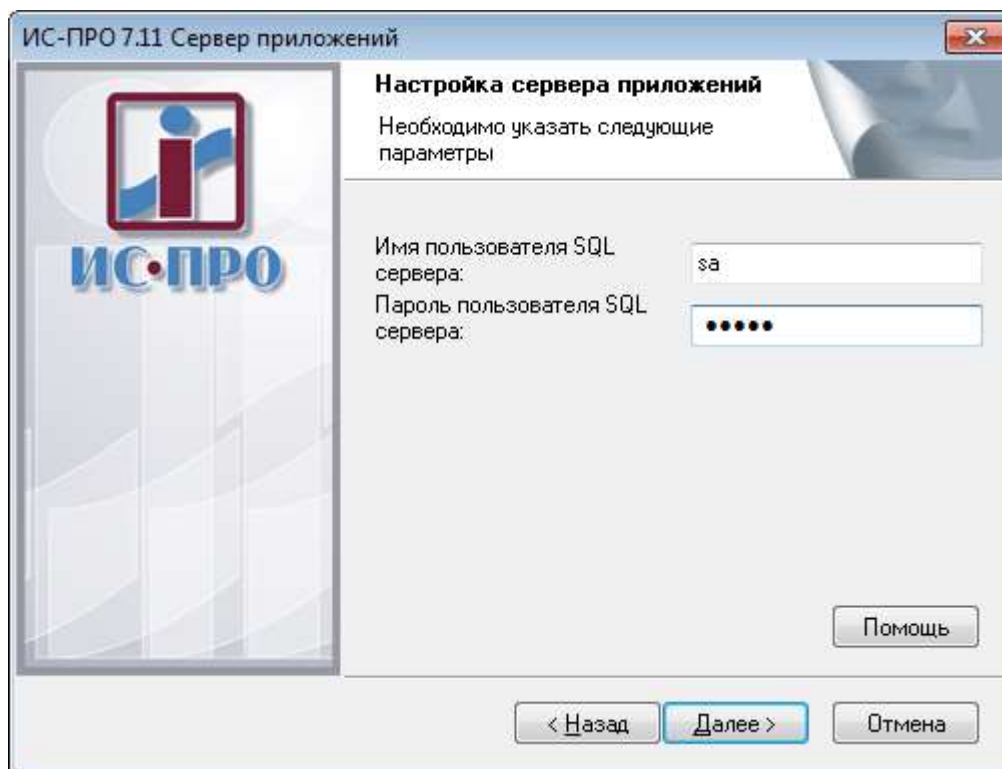 ИС-ПРО 7.11 Сервер приложений
Настройка сервера приложений
Необходимо указать следующие
параметры
ИС•ПРО
Имя пользователя SQL
сервера:
sa
Пароль пользователя SQL
сервера:
•••••
Помощь
< Назад
Далее >
Отмена